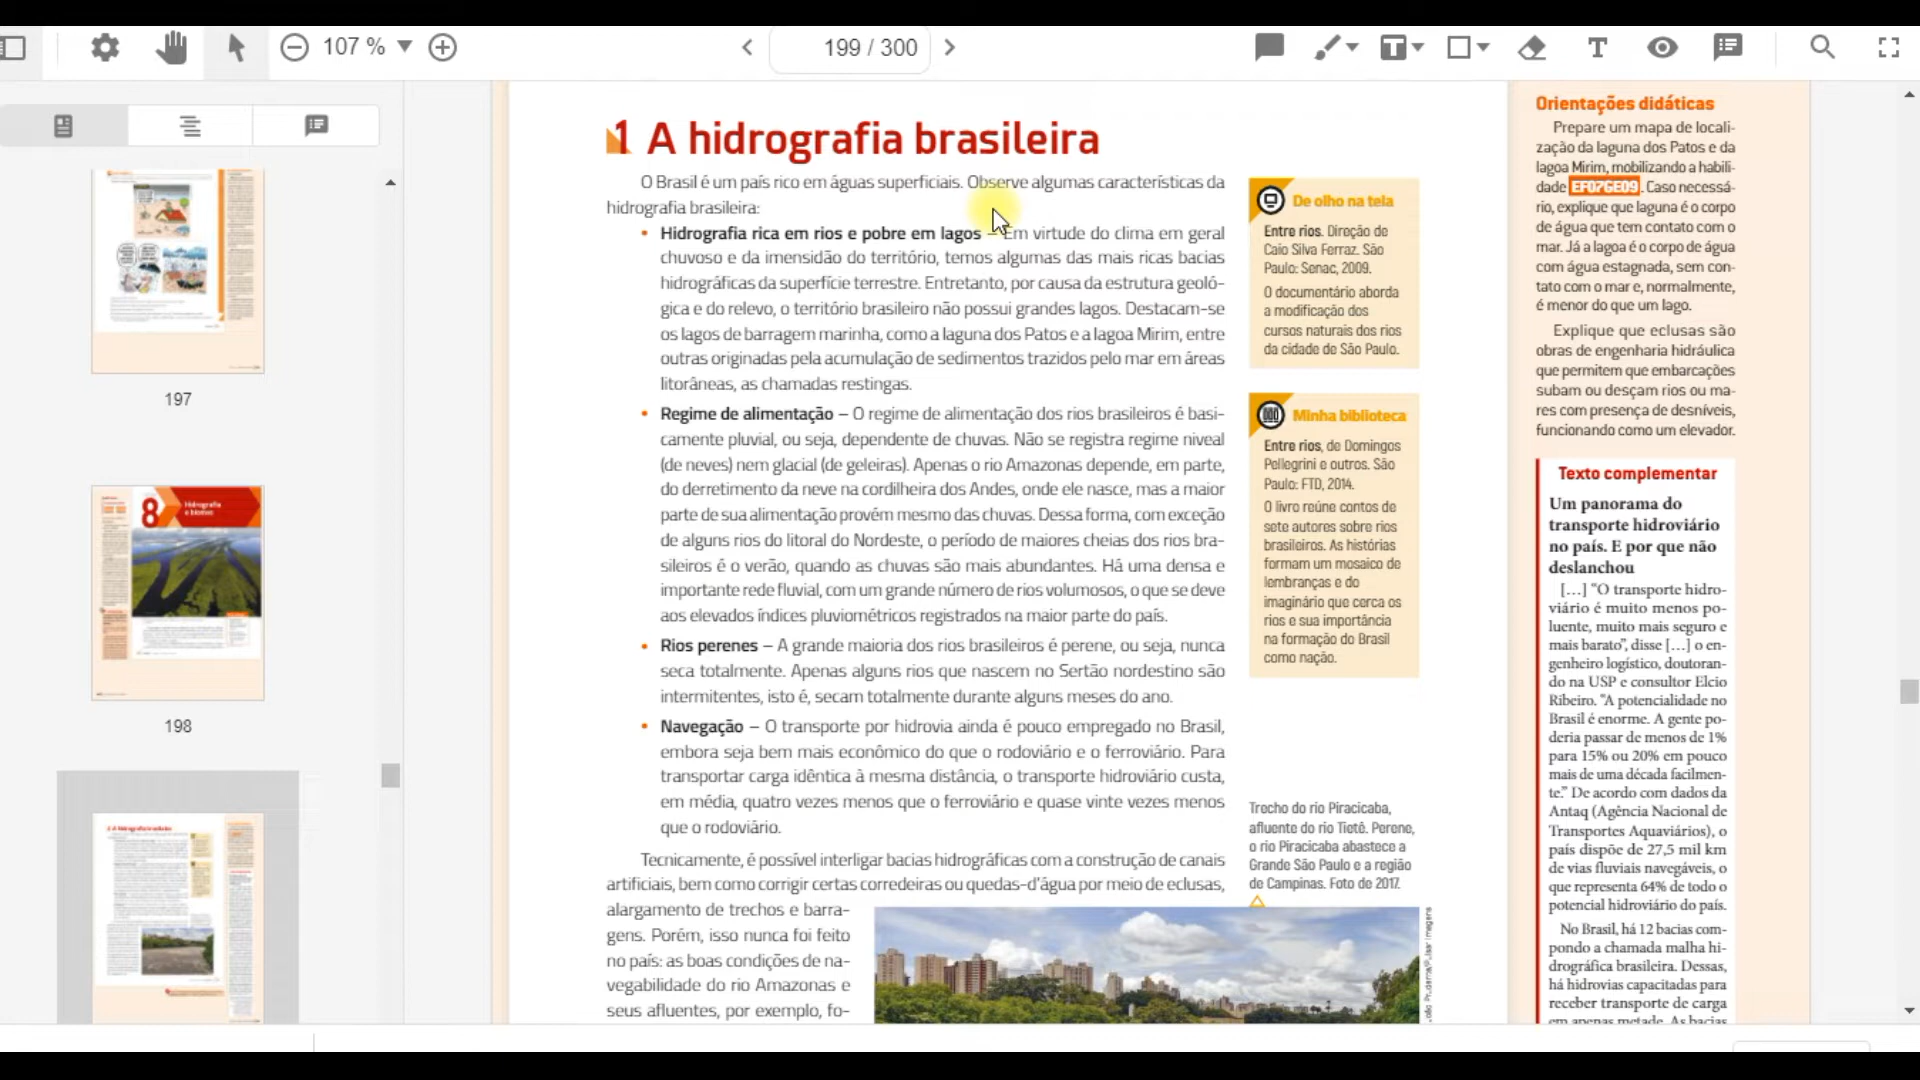 107 %
199 / 300
197
8
Hidrografia
e biomas
198
1 A hidrografia brasileira
O Brasil é um país rico em águas superficiais. Observe algumas características da
hidrografia brasileira:
• Hidrografia rica em rios e pobre em lagos – Em virtude do clima em geral
chuvoso e da imensidão do território, temos algumas das mais ricas bacias
hidrográficas da superfície terrestre. Entretanto, por causa da estrutura geoló-
gica e do relevo, o território brasileiro não possui grandes lagos. Destacam-se
os lagos de barragem marinha, como a laguna dos Patos e a lagoa Mirim, entre
outras originadas pela acumulação de sedimentos trazidos pelo mar em áreas
litorâneas, as chamadas restingas.
• Regime de alimentação – O regime de alimentação dos rios brasileiros é basi-
camente pluvial, ou seja, dependente de chuvas. Não se registra regime niveal
(de neves) nem glacial (de geleiras). Apenas o rio Amazonas depende, em parte,
do derretimento da neve na cordilheira dos Andes, onde ele nasce, mas a maior
parte de sua alimentação provém mesmo das chuvas. Dessa forma, com exceção
de alguns rios do litoral do Nordeste, o período de maiores cheias dos rios bra-
sileiros é o verão, quando as chuvas são mais abundantes. Há uma densa e
importante rede fluvial, com um grande número de rios volumosos, o que se deve
aos elevados índices pluviométricos registrados na maior parte do país.
• Rios perenes – A grande maioria dos rios brasileiros é perene, ou seja, nunca
seca totalmente. Apenas alguns rios que nascem no Sertão nordestino são
intermitentes, isto é, secam totalmente durante alguns meses do ano.
• Navegação – O transporte por hidrovia ainda é pouco empregado no Brasil,
embora seja bem mais econômico do que o rodoviário e o ferroviário. Para
transportar carga idêntica à mesma distância, o transporte hidroviário custa,
em média, quatro vezes menos que o ferroviário e quase vinte vezes menos
que o rodoviário.
Tecnicamente, é possível interligar bacias hidrográficas com a construção de canais
artificiais, bem como corrigir certas corredeiras ou quedas-d'água por meio de eclusas,
alargamento de trechos e barra-
gens. Porém, isso nunca foi feito
no país: as boas condições de na-
vegabilidade do rio Amazonas e
seus afluentes, por exemplo, fo-
De olho na tela
Entre rios. Direção de
Caio Silva Ferraz. São
Paulo: Senac, 2009.
O documentário aborda
a modificação dos
cursos naturais dos rios
da cidade de São Paulo.
Minha biblioteca
Entre rios, de Domingos
Pellegrini e outros. São
Paulo: FTD, 2014.
O livro reúne contos de
sete autores sobre rios
brasileiros. As histórias
formam um mosaico de
lembranças e do
imaginário que cerca os
rios e sua importância
na formação do Brasil
como nação.
Trecho do rio Piracicaba,
afluente do rio Tietê. Perene,
o rio Piracicaba abastece a
Grande São Paulo e a região
de Campinas. Foto de 2017.
Orientações didáticas
Prepare um mapa de locali-
zação da laguna dos Patos e da
lagoa Mirim, mobilizando a habili-
dade EF07GE09. Caso necessá-
rio, explique que laguna é o corpo
de água que tem contato com o
mar. Já a lagoa é o corpo de água
com água estagnada, sem con-
tato com o mar e, normalmente,
é menor do que um lago.
Explique que eclusas são
obras de engenharia hidráulica
que permitem que embarcações
subam ou desçam rios ou ma-
res com presença de desníveis,
funcionando como um elevador.
Texto complementar
Um panorama do
transporte hidroviário
no país. E por que não
deslanchou
[...] "O transporte hidro-
viário é muito menos po-
luente, muito mais seguro e
mais barato", disse [...] o en-
genheiro logístico, doutoran-
do na USP e consultor Elcio
Ribeiro. "A potencialidade no
Brasil é enorme. A gente po-
deria passar de menos de 1%
para 15% ou 20% em pouco
mais de uma década facilmen-
te." De acordo com dados da
Antaq (Agência Nacional de
Transportes Aquaviários), o
país dispõe de 27,5 mil km
de vias fluviais navegáveis, o
que representa 64% de todo o
potencial hidroviário do país.
No Brasil, há 12 bacias com-
pondo a chamada malha hi-
drográfica brasileira. Dessas,
há hidrovias capacitadas para
receber transporte de carga
em apenas metade. As bacias